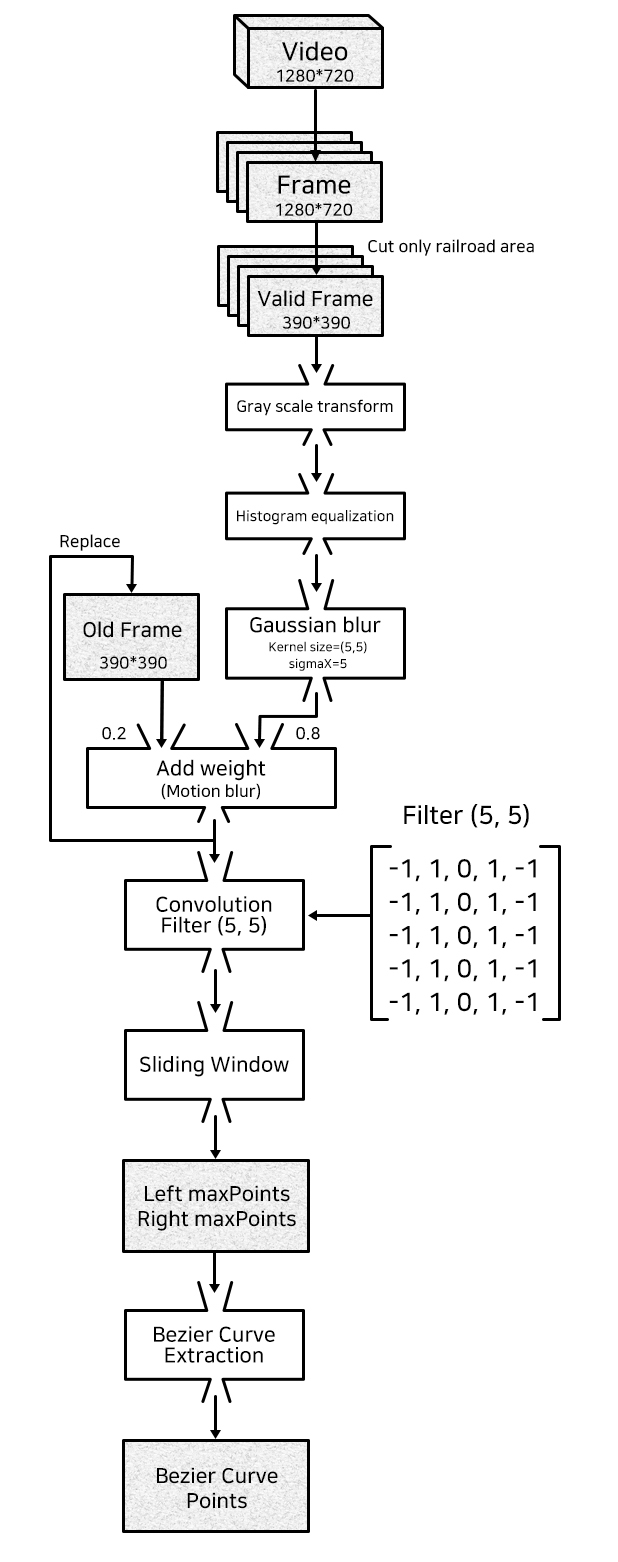 Video
1280*720
Frame
1280*720
Cut only railroad area
Valid Frame
390*390
Gray scale transform
Histogram equalization
Replace
Old Frame
390*390
Gaussian blur
Kernel size=(5,5)
sigmaX=5
0.2
0.8
Add weight
(Motion blur)
Filter (5, 5)
-1, 1, 0, 1, -1
-1, 1, 0, 1, -1
-1, 1, 0, 1, -1
-1, 1, 0, 1, -1
-1, 1, 0, 1, -1
Convolution
Filter (5, 5)
Sliding Window
Left maxPoints
Right maxPoints
Bezier Curve
Extraction
Bezier Curve
Points